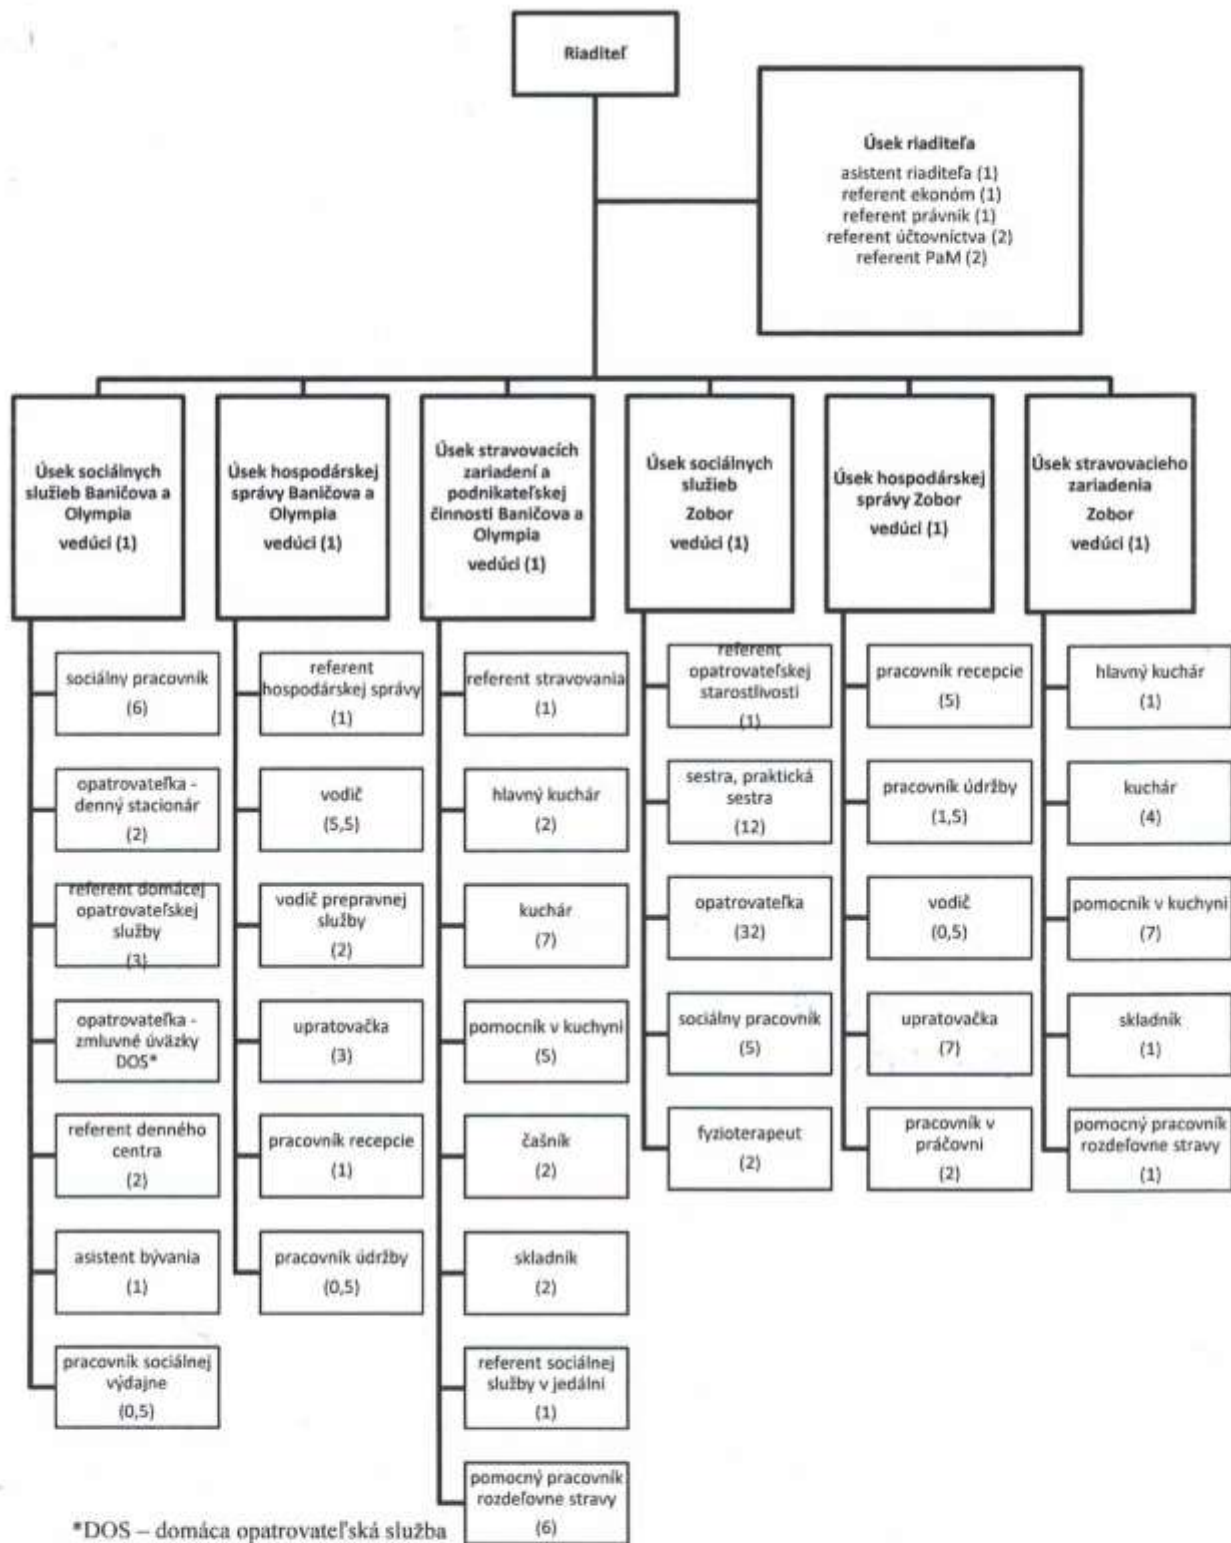 Riaditeľ
Úsek riaditeľa
asistent riaditeľa (1)
referent ekonóm (1)
referent právnik (1)
referent účtovníctva (2)
referent PaM (2)
Úsek sociálnych
služieb Baničova a
Olympia
vedúci (1)
Úsek hospodárskej
správy Baničova a
Olympia
vedúci (1)
Úsek stravovacích
zariadení a
podnikateľskej
činnosti Baničova a
Olympia
vedúci (1)
Úsek sociálnych
služieb
Zobor
vedúci (1)
Úsek hospodárskej
správy Zobor
vedúci (1)
Úsek stravovacieho
zariadenia
Zobor
vedúci (1)
sociálny pracovník
(6)
opatrovateľka -
denný stacionár
(2)
referent domácej
opatrovateľskej
služby
(3)
opatrovateľka -
zmluvné úväzky
DOS*
referent denného
centra
(2)
asistent bývania
(1)
pracovník sociálnej
výdajne
(0,5)
referent
hospodárskej správy
(1)
vodič
(5,5)
vodič prepravnej
služby
(2)
upratovačka
(3)
pracovník recepcie
(1)
pracovník údržby
(0,5)
referent stravovania
(1)
hlavný kuchár
(2)
kuchár
(7)
pomocník v kuchyni
(5)
čašník
(2)
skladník
(2)
referent sociálnej
služby v jedálni
(1)
pomocný pracovník
rozdeľovne stravy
(6)
referent
opatrovateľskej
starostlivosti
(1)
sestra, praktická
sestra
(12)
opatrovateľka
(32)
sociálny pracovník
(5)
fyzioterapeut
(2)
pracovník recepcie
(5)
pracovník údržby
(1,5)
vodič
(0,5)
upratovačka
(7)
pracovník v
práčovni
(2)
hlavný kuchár
(1)
kuchár
(4)
pomocník v kuchyni
(7)
skladník
(1)
pomocný pracovník
rozdeľovne stravy
(1)
*DOS – domáca opatrovateľská služba